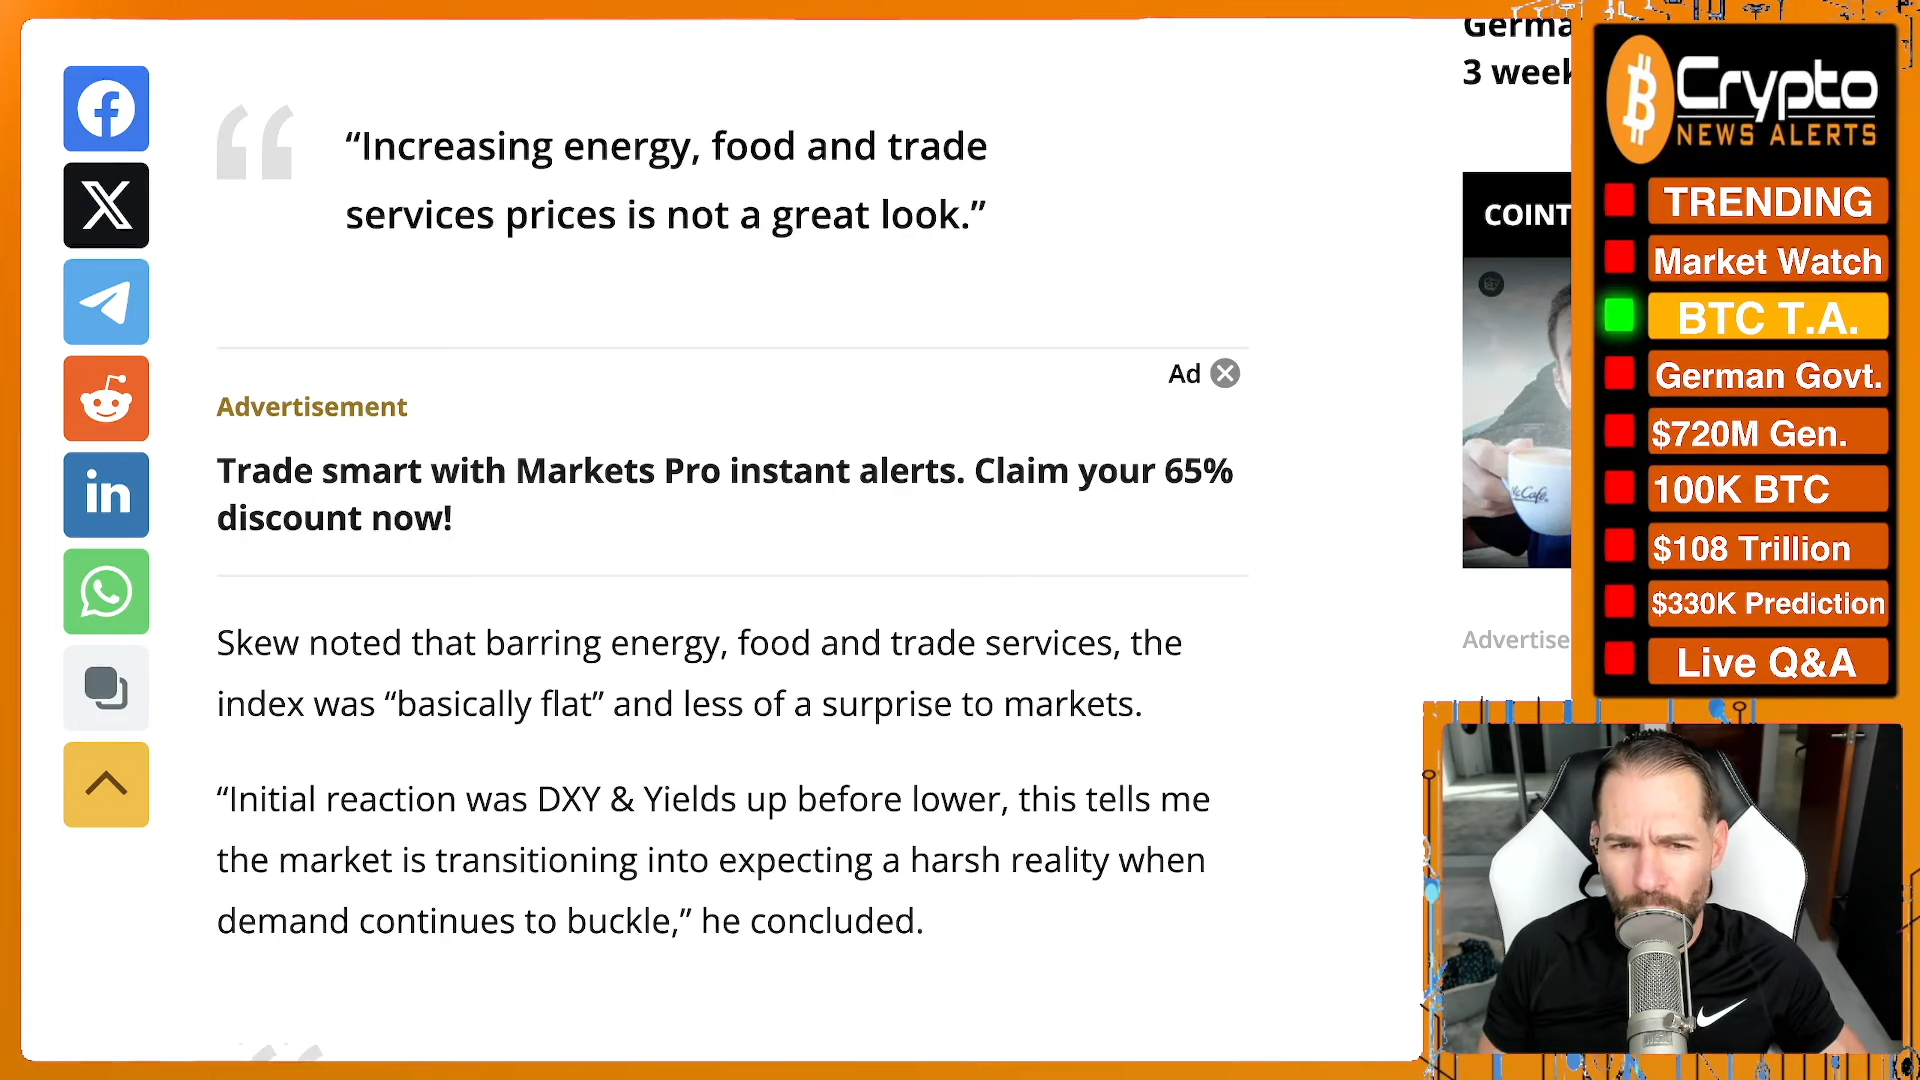 “Increasing energy, food and trade
services prices is not a great look.”
Ad
Advertisement
Trade smart with Markets Pro instant alerts. Claim your 65%
discount now!
Skew noted that barring energy, food and trade services, the
index was “basically flat” and less of a surprise to markets.
“Initial reaction was DXY & Yields up before lower, this tells me
the market is transitioning into expecting a harsh reality when
demand continues to buckle,” he concluded.
Germa
3 week
COINT
McCafé
Advertise
Crypto
NEWS ALERTS
TRENDING
Market Watch
BTC T.A.
German Govt.
$720M Gen.
100K BTC
$108 Trillion
$330K Prediction
Live Q&A